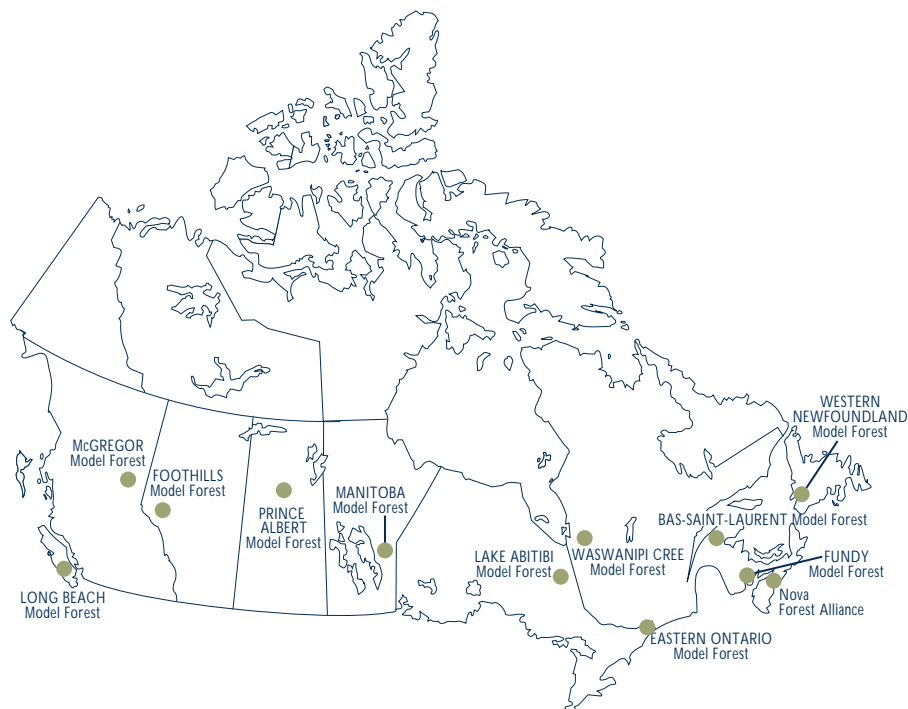 WESTERN
NEWFOUNDLAND
Model Forest
McGREGOR
Model Forest
FOOTHILLS
Model Forest
PRINCE
ALBERT
Model Forest
MANITOBA
Model Forest
BAS-SAINT-LAURENT Model Forest
LAKE ABITIBI
Model Forest
WASWANIPI CREE
Model Forest
FUNDY
Model Forest
LONG BEACH
Model Forest
Nova
Forest Alliance
EASTERN ONTARIO
Model Forest